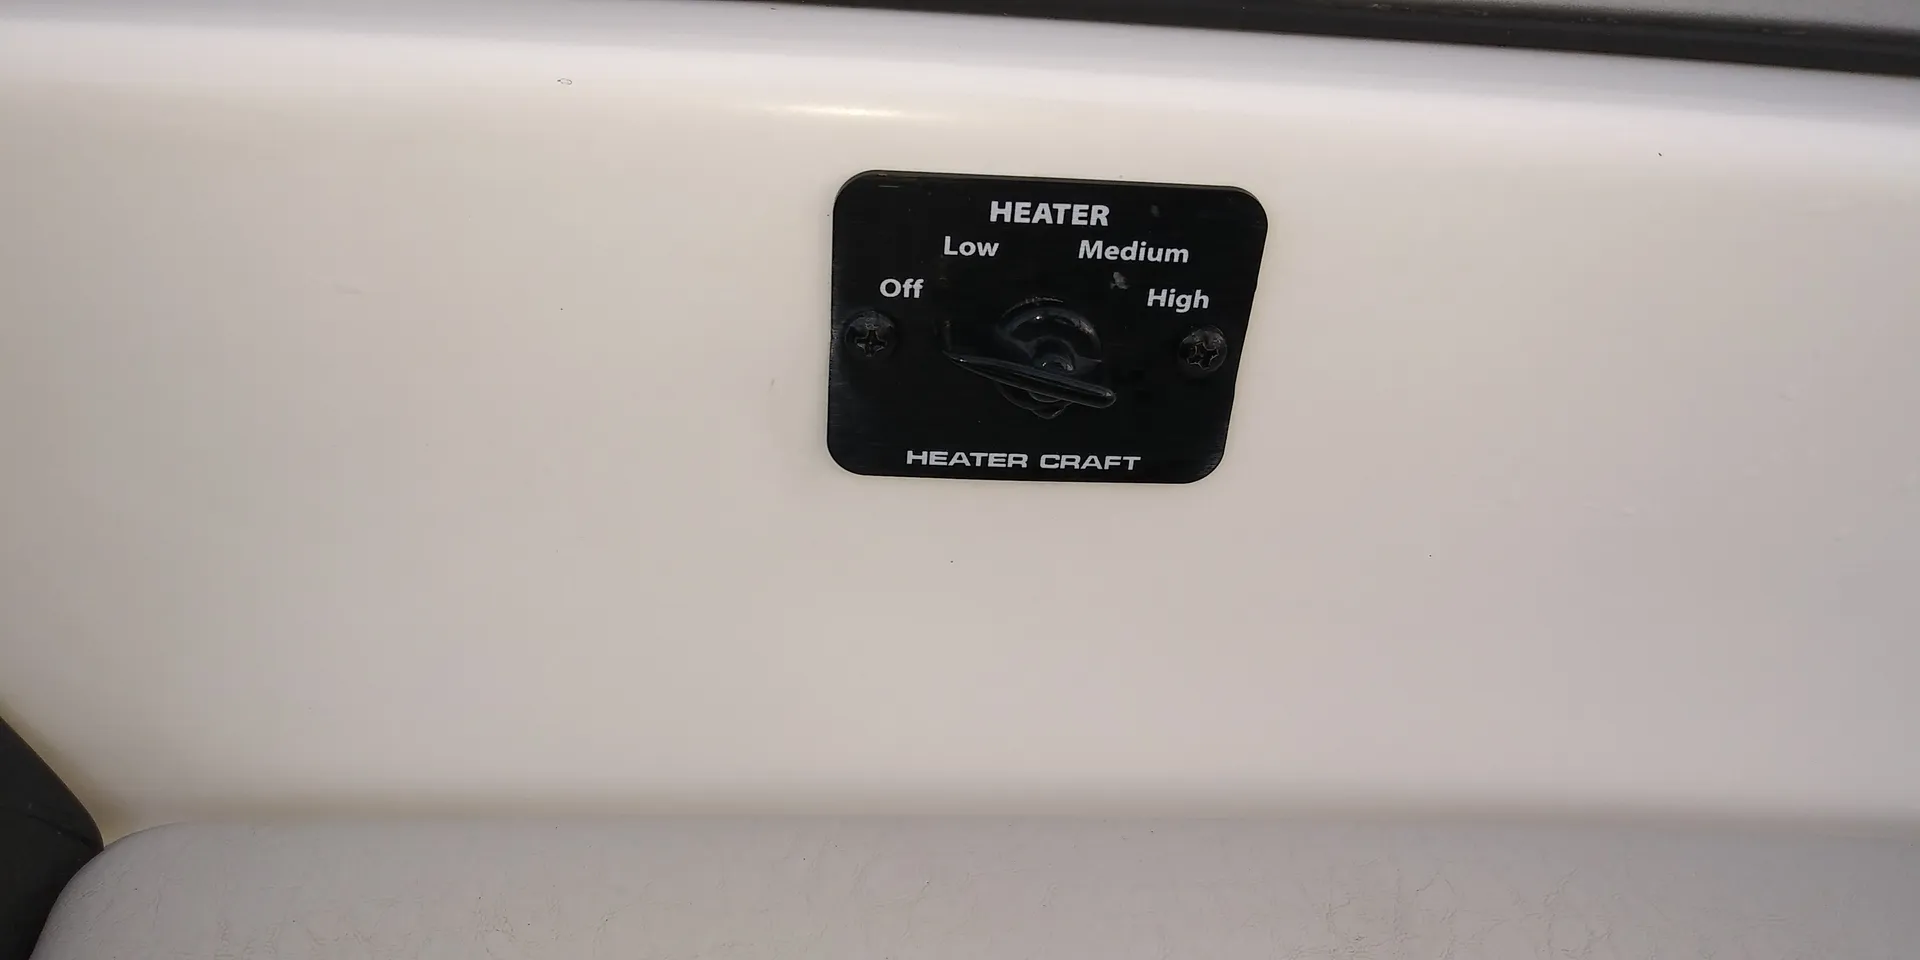 HEATER
Low Medium
Off High
HEATER CRAFT